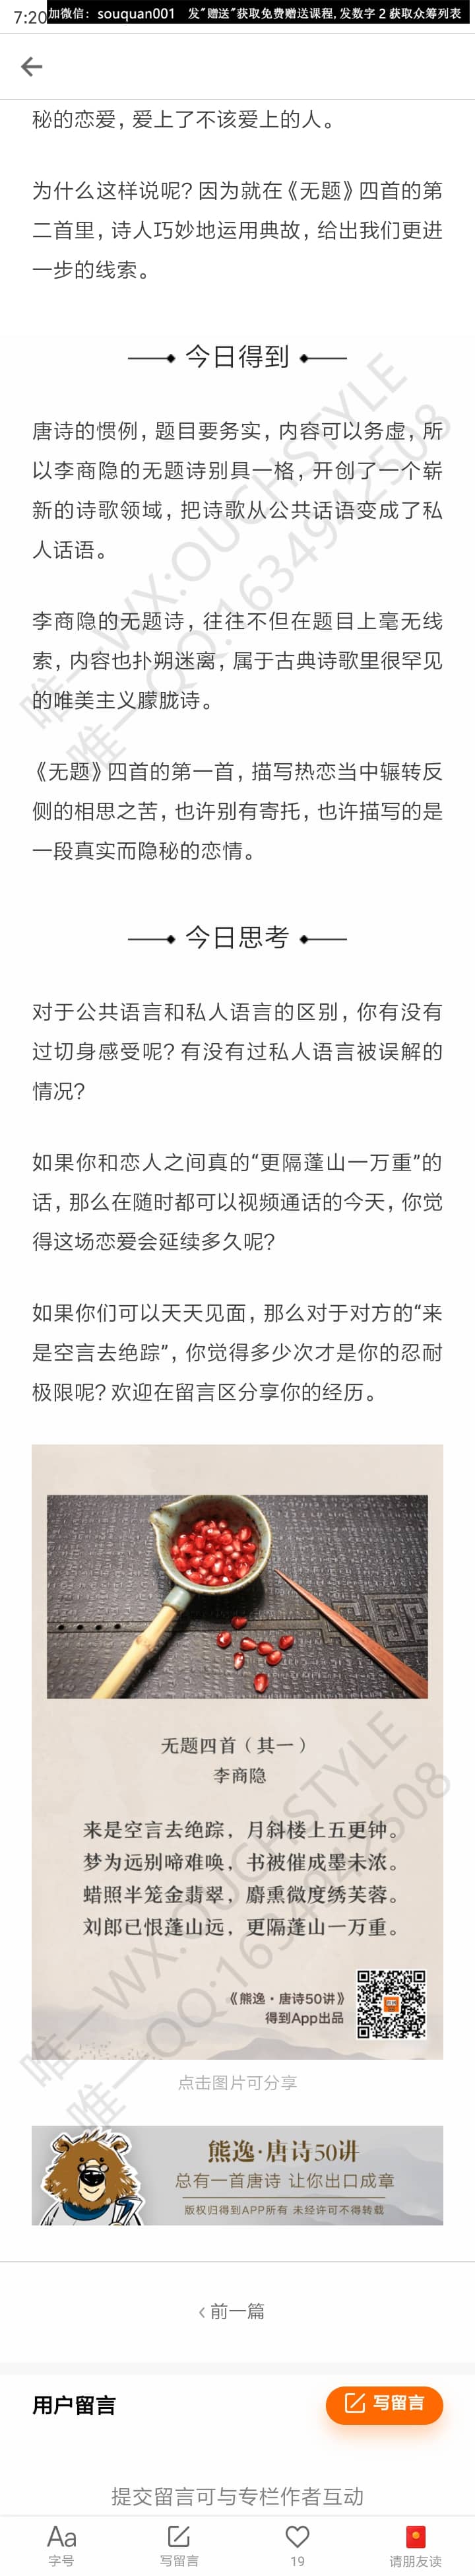 7:20
加微信：souquan001 发"赠送"获取免费赠送课程，发数字 2 获取众筹列表
秘的恋爱，爱上了不该爱上的人。
为什么这样说呢？因为就在《无题》四首的第
二首里，诗人巧妙地运用典故，给出我们更进
一步的线索。
今日得到
唐诗的惯例，题目要务实，内容可以务虚，所
以李商隐的无题诗别具一格，开创了一个崭
新的诗歌领域，把诗歌从公共话语变成了私
人话语。
李商隐的无题诗，往往不但在题目上毫无线
索，内容也扑朔迷离，属于古典诗歌里很罕见
的唯美主义朦胧诗。
《无题》四首的第一首，描写热恋当中辗转反
侧的相思之苦，也许别有寄托，也许描写的是
一段真实而隐秘的恋情。
唯一WX:OUCHSTYLE
唯一QQ:1634942508
今日思考
对于公共语言和私人语言的区别，你有没有
过切身感受呢？有没有过私人语言被误解的
情况？
如果你和恋人之间真的“更隔蓬山一万重”的
话，那么在随时都可以视频通话的今天，你觉
得这场恋爱会延续多久呢？
如果你们可以天天见面，那么对于对方的“来
是空言去绝踪”，你觉得多少次才是你的忍耐
极限呢？欢迎在留言区分享你的经历。
无题四首（其一）
李商隐
来是空言去绝踪，月斜楼上五更钟。
梦为远别啼难唤，书被催成墨未浓。
蜡照半笼金翡翠，麝熏微度绣芙蓉。
刘郎已恨蓬山远，更隔蓬山一万重。
《熊逸·唐诗50讲》
得到App出品
唯一WX:OUCHSTYLE
唯一QQ:1634942508
点击图片可分享
熊逸·唐诗50讲
总有一首唐诗 让你出口成章
版权归得到APP所有 未经许可不得转载
前一篇
用户留言
写留言
提交留言可与专栏作者互动
Aa
字号
写留言
19
请朋友读